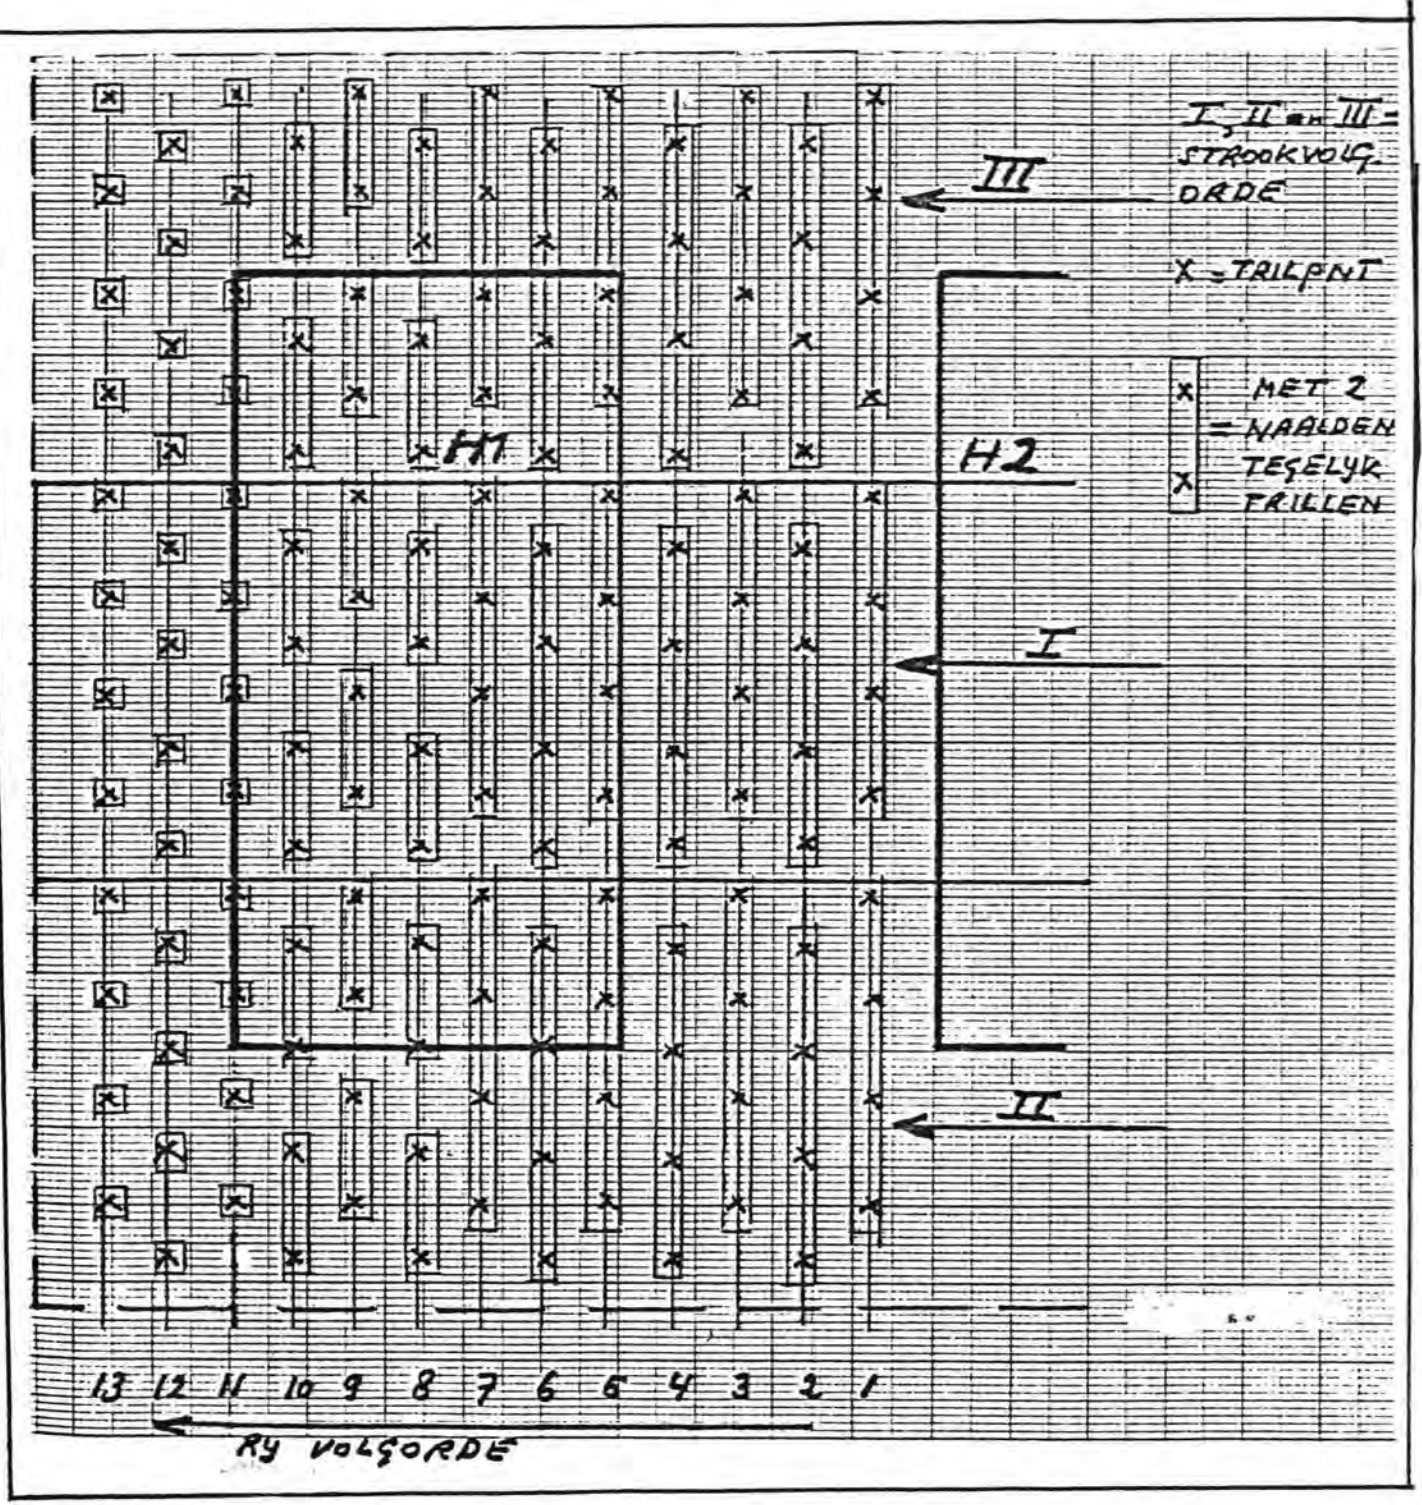 I, II en III =
STROOKVOLG.
ORDE
III
X = TRILPNT
X MET 2
= NAALDEN
TEGELYK
X TRILLEN
H1
H2
I
II
13 12 11 10 9 8 7 6 5 4 3 2 1
RY VOLGORDE